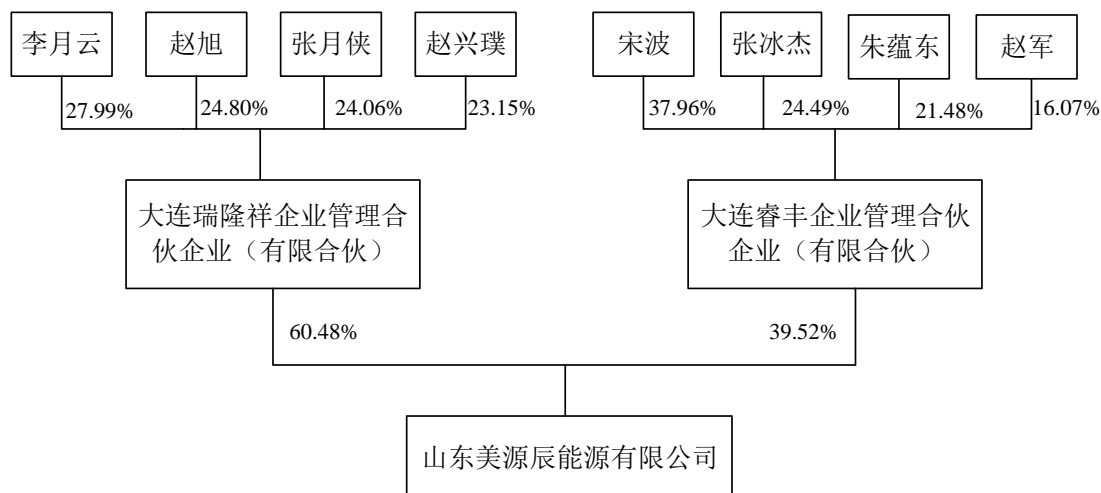 李月云
赵旭
张月侠
赵兴璞
宋波
张冰杰
朱蕴东
赵军
27.99%
24.80%
24.06%
23.15%
37.96%
24.49%
21.48%
16.07%
大连瑞隆祥企业管理合
伙企业（有限合伙）
大连睿丰企业管理合伙
企业（有限合伙）
60.48%
39.52%
山东美源辰能源有限公司